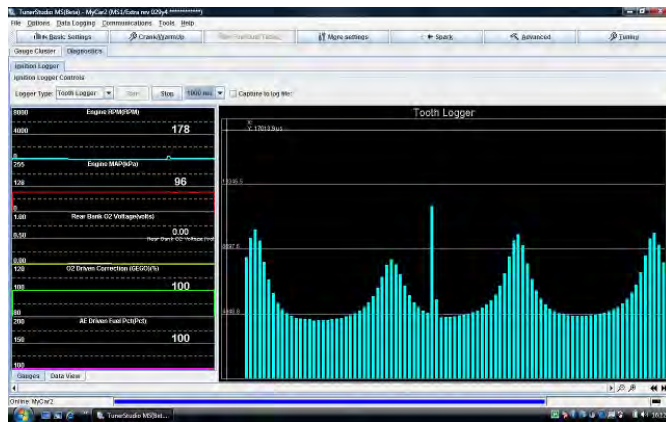 TunerStudio MS(Beta) - MyCar2 (MS1/Extra rev 029y4 ************)
File Options Data Logging Communications Tools Help
Basic Settings Crank/Warmup More settings Spark Advanced Tuning
Gauge Cluster Diagnostics
Ignition Logger
Ignition Logger Controls
Logger Type: Tooth Logger Start Stop 1000 ms Capture to log file:
Tooth Logger
8000 Engine RPM(RPM)
4000 178
0
255 Engine MAP(kPa)
128 96
0
1.00 Rear Bank O2 Voltage(volts)
0.50 0.00
0.00
120 O2 Driven Correction (GEGO)(%)
100 100
80
200 AE Driven Fuel Pct(Pct)
150 100
100
Gauges Data View
Online: MyCar2
TunerStudio MS(Bet...